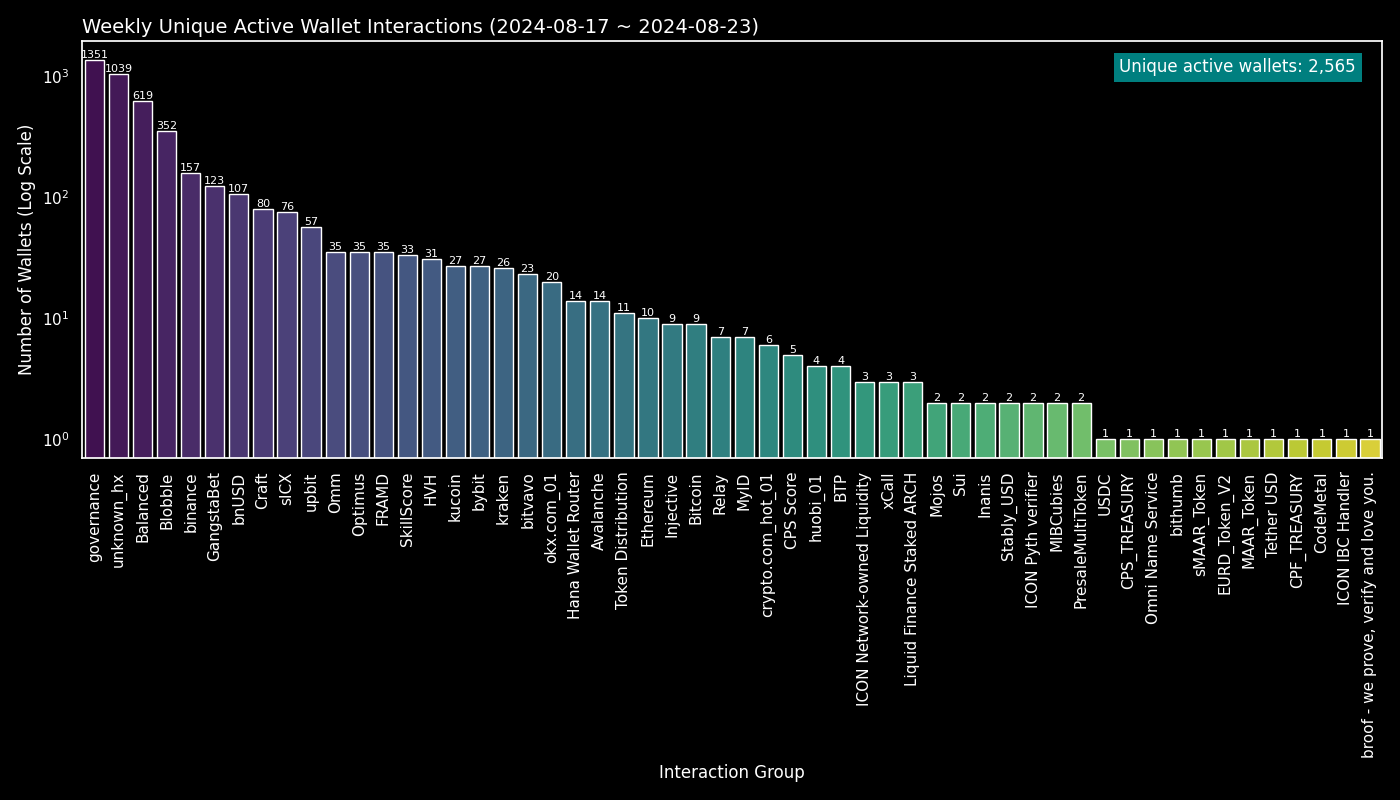 Weekly Unique Active Wallet Interactions (2024-08-17 ~ 2024-08-23)
Unique active wallets: 2,565
Number of Wallets (Log Scale)
10³
10²
10¹
10⁰
1351
1039
619
352
157
123
107
80
76
57
35
35
35
33
31
27
27
26
23
20
14
14
11
10
9
9
7
7
6
5
4
4
3
3
3
2
2
2
2
2
2
2
1
1
1
1
1
1
1
1
1
1
1
1
governance
unknown_hx
Balanced
Blobble
binance
GangstaBet
bnUSD
Craft
sICX
upbit
Omm
Optimus
FRAMD
SkillScore
HVH
kucoin
bybit
kraken
bitvavo
okx.com_01
Hana Wallet Router
Avalanche
Token Distribution
Ethereum
Injective
Bitcoin
Relay
MyID
crypto.com_hot_01
CPS Score
huobi_01
BTP
ICON Network-owned Liquidity
xCall
Liquid Finance Staked ARCH
Mojos
Sui
Inanis
Stably_USD
ICON Pyth verifier
MIBCubies
PresaleMultiToken
USDC
CPS_TREASURY
Omni Name Service
bithumb
sMAAR_Token
EURD_Token_V2
MAAR_Token
Tether USD
CPF_TREASURY
CodeMetal
ICON IBC Handler
broof - we prove, verify and love you.
Interaction Group